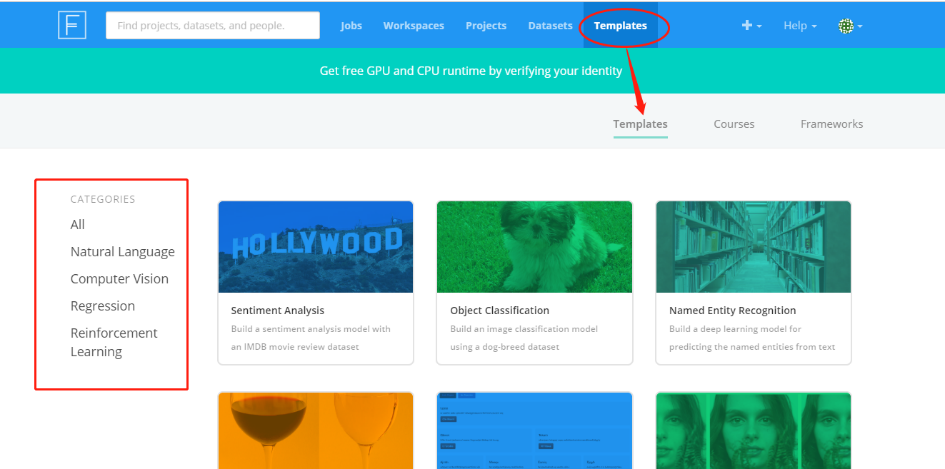 F
Find projects, datasets, and people.
Jobs Workspaces Projects Datasets Templates Help
Get free GPU and CPU runtime by verifying your identity
Templates Courses Frameworks
CATEGORIES
All
Natural Language
Computer Vision
Regression
Reinforcement
Learning
HOLLYWOOD
Sentiment Analysis
Build a sentiment analysis model with
an IMDB movie review dataset
Object Classification
Build an image classification model
using a dog-breed dataset
Named Entity Recognition
Build a deep learning model for
predicting the named entities from text